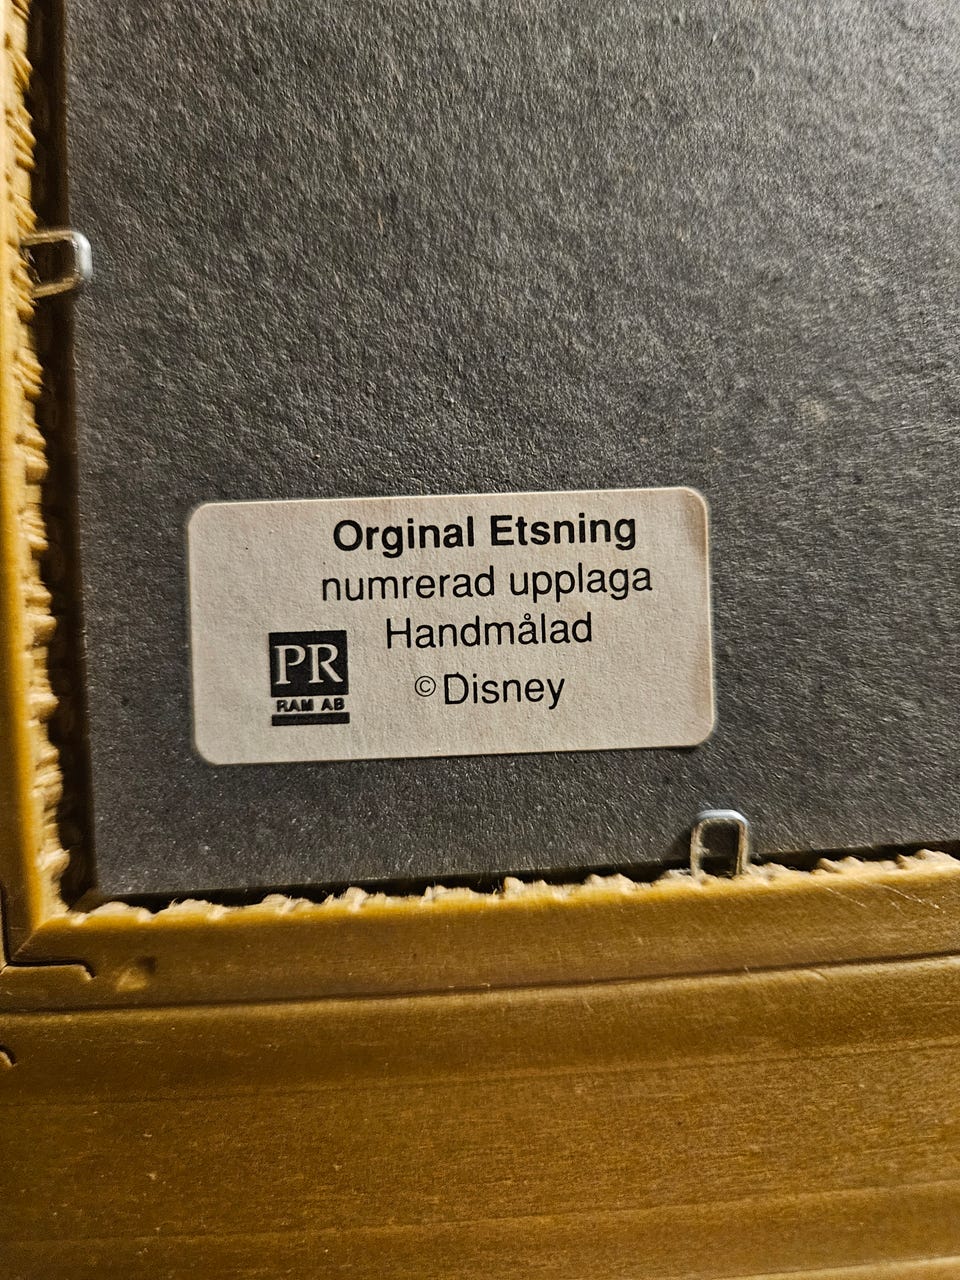 Orginal Etsning
numrerad upplaga
Handmålad
© Disney
PR
RAM AB